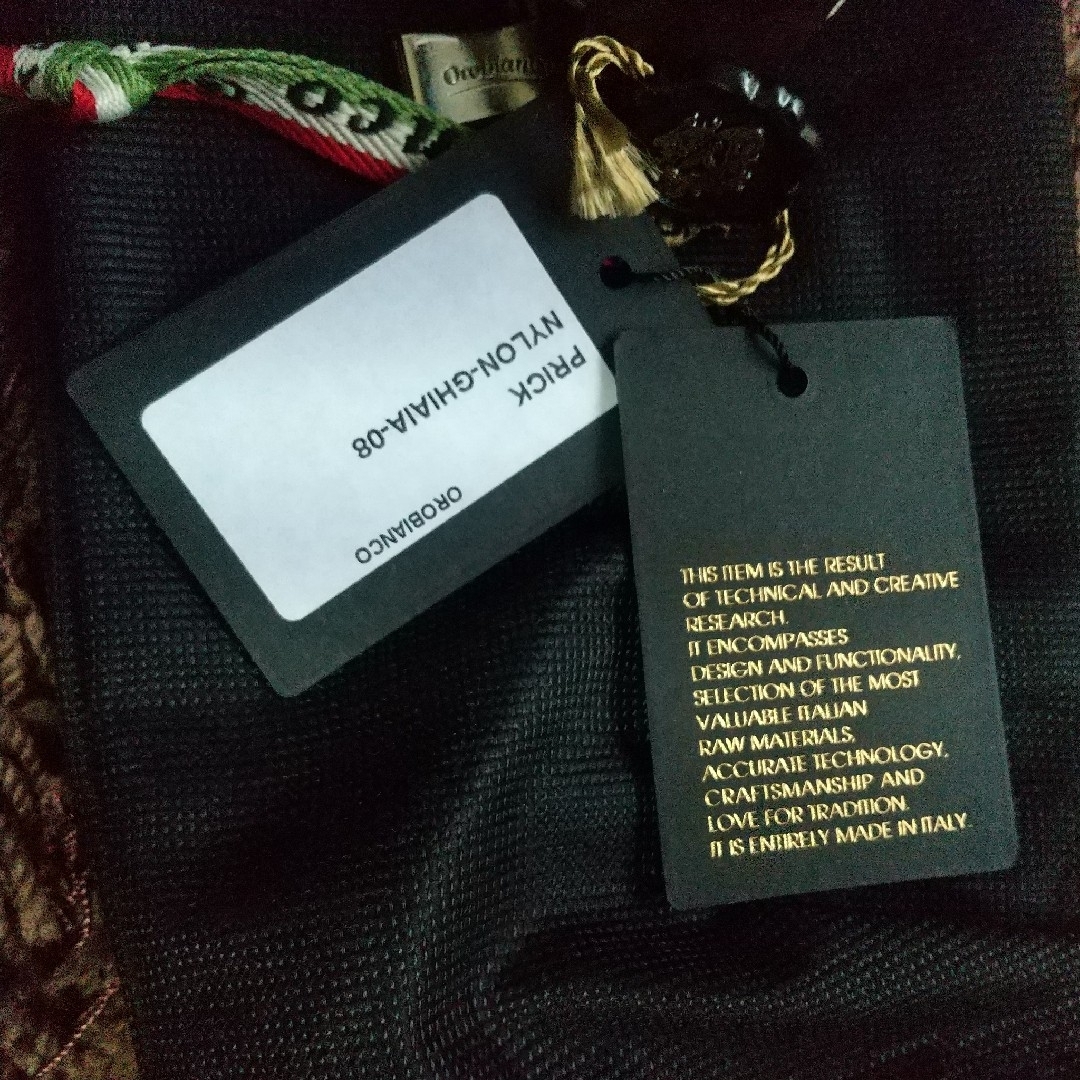 Orobianco
PRICK
NYLON-GHIAIA-08
OROBIANCO
THIS ITEM IS THE RESULT
OF TECHNICAL AND CREATIVE
RESEARCH.
IT ENCOMPASSES
DESIGN AND FUNCTIONALITY,
SELECTION OF THE MOST
VALUABLE ITALIAN
RAW MATERIALS,
ACCURATE TECHNOLOGY,
CRAFTSMANSHIP AND
LOVE FOR TRADITION.
IT IS ENTIRELY MADE IN ITALY.